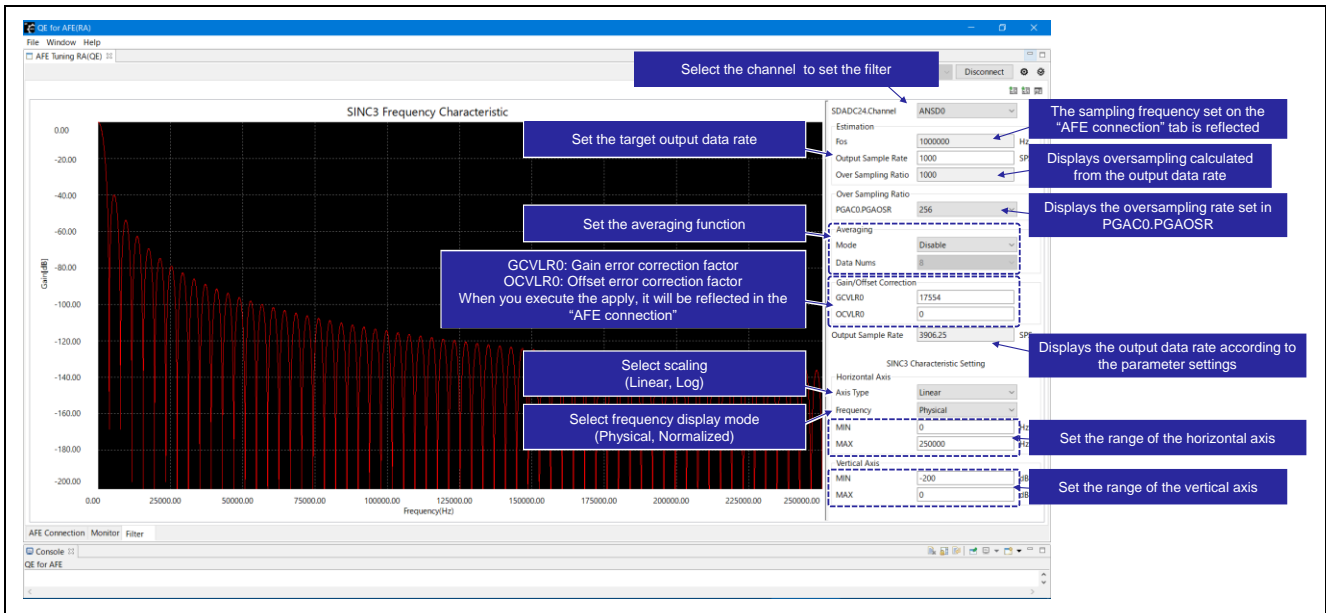 QE for AFE(RA)
File Window Help
AFE Tuning RA(QE)
Select the channel to set the filter
Disconnect
SINC3 Frequency Characteristic
SDADC24.Channel ANSD0
The sampling frequency set on the
"AFE connection" tab is reflected
Estimation
Fos 1000000 Hz
Set the target output data rate
Output Sample Rate 1000
Over Sampling Ratio 1000
Displays oversampling calculated
from the output data rate
Over Sampling Ratio
PGAC0.PGAOSR 256
Displays the oversampling rate set in
PGAC0.PGAOSR
Set the averaging function
Averaging
Mode Disable
Data Nums 8
GCVLR0: Gain error correction factor
OCVLR0: Offset error correction factor
When you execute the apply, it will be reflected in the
"AFE connection"
Gain/Offset Correction
GCVLR0 17554
OCVLR0 0
Output Sample Rate 3906.25
Displays the output data rate according to
the parameter settings
SINC3 Characteristic Setting
Select scaling
(Linear, Log)
Horizontal Axis
Axis Type Linear
Select frequency display mode
(Physical, Normalized)
Frequency Physical
MIN 0 Hz
MAX 250000 Hz
Set the range of the horizontal axis
Vertical Axis
MIN -200 dB
MAX 0 dB
Set the range of the vertical axis
Gain[dB]
0.00
-20.00
-40.00
-60.00
-80.00
-100.00
-120.00
-140.00
-160.00
-180.00
-200.00
0.00 25000.00 50000.00 75000.00 100000.00 125000.00 150000.00 175000.00 200000.00 225000.00 250000.00
Frequency(Hz)
AFE Connection Monitor Filter
Console
QE for AFE